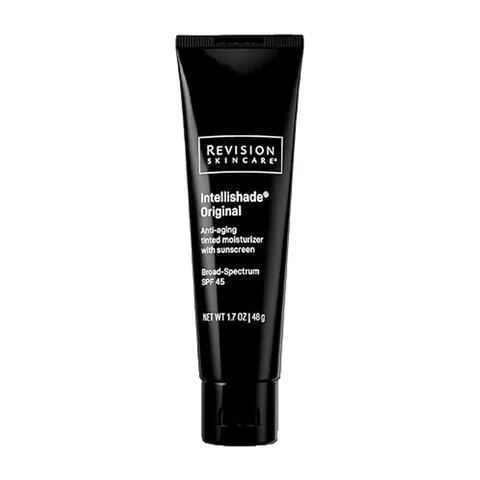 REVISION
SKINCARE®
Intellishade®
Original
Anti-aging
tinted moisturizer
with sunscreen
Broad-Spectrum
SPF 45
NET WT 1.7 OZ | 48 g